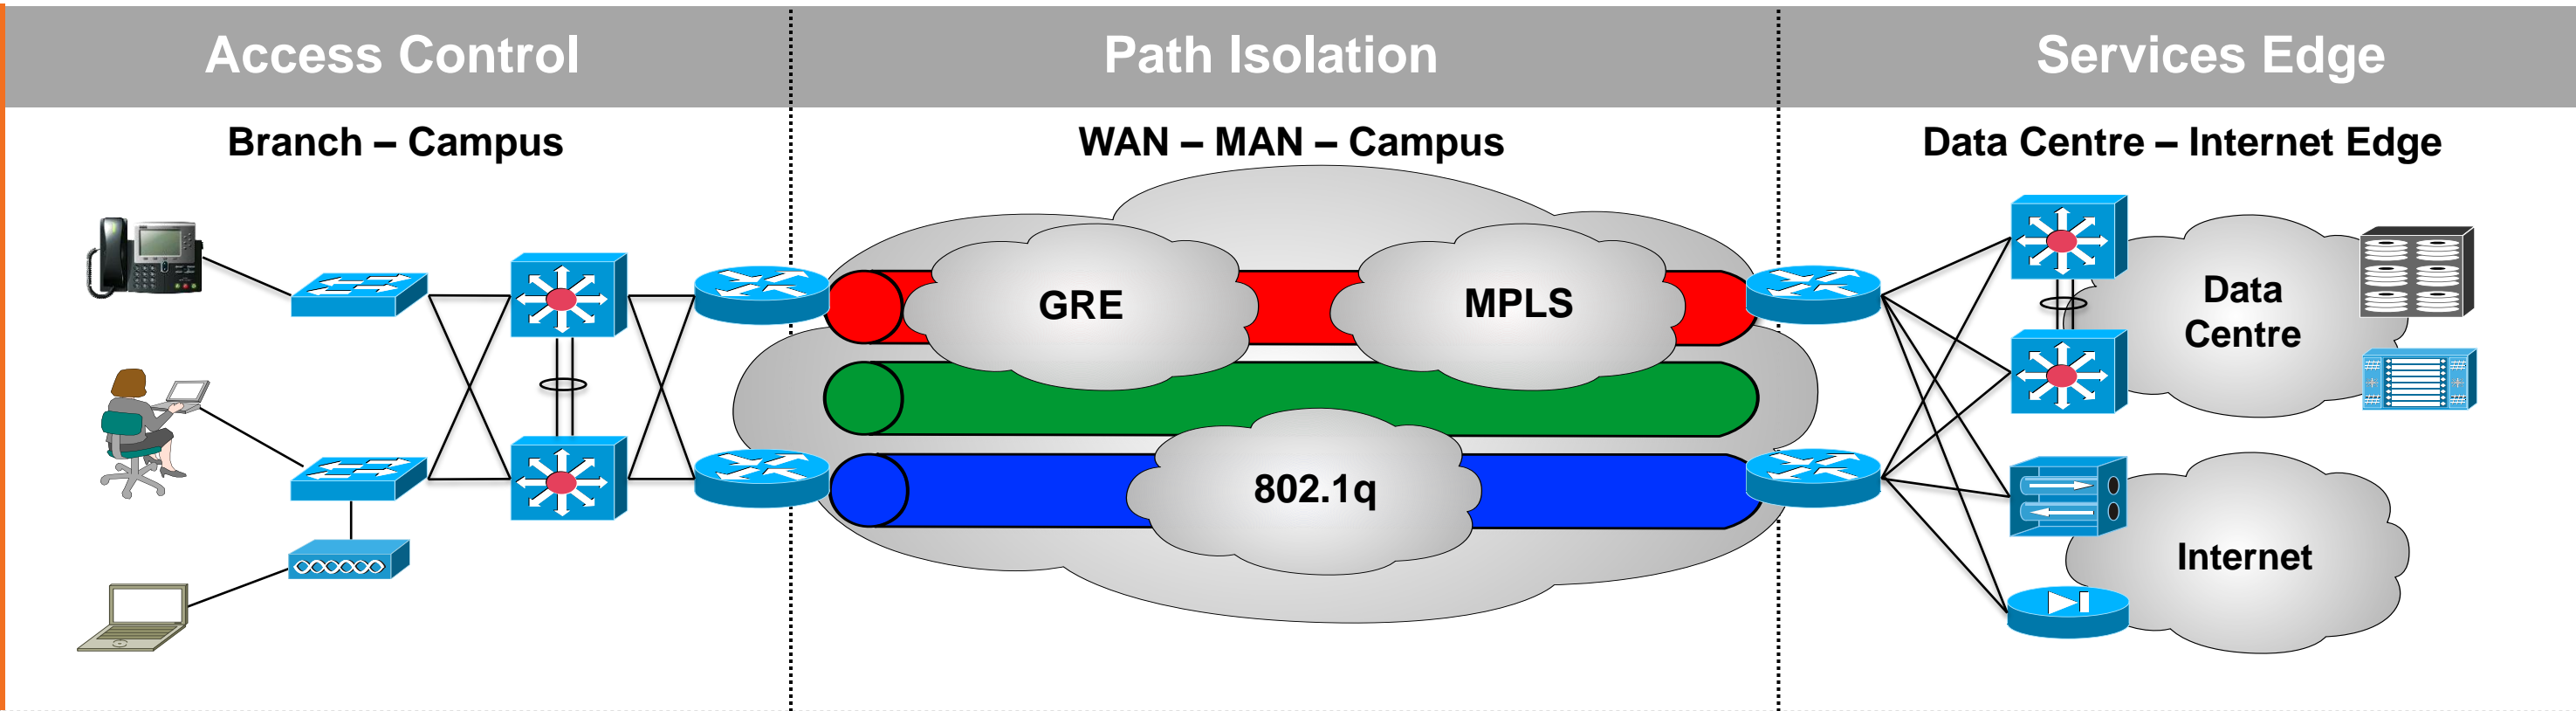 Access Control
Path Isolation
Services Edge
Branch – Campus
WAN – MAN – Campus
Data Centre – Internet Edge
GRE
MPLS
802.1q
Data
Centre
Internet